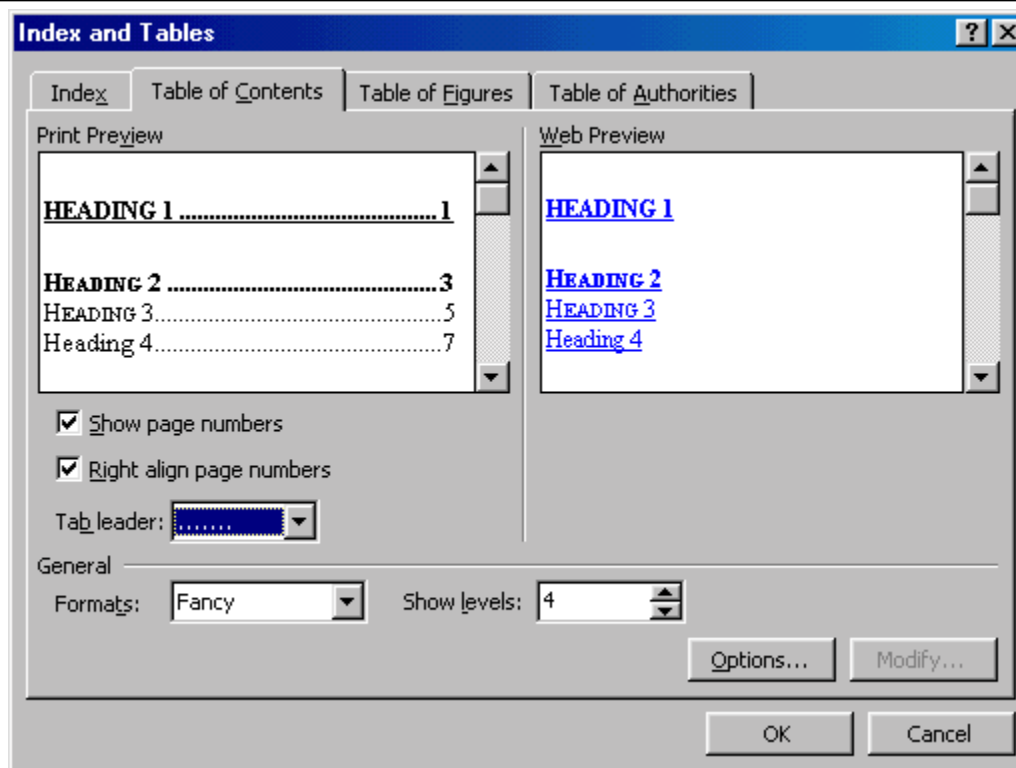 Index and Tables
Index Table of Contents Table of Figures Table of Authorities
Print Preview
HEADING 1 ........................................... 1
HEADING 2 ............................................. 3
HEADING 3................................................ 5
Heading 4................................................ 7
Web Preview
HEADING 1
HEADING 2
HEADING 3
Heading 4
Show page numbers
Right align page numbers
Tab leader: .......
General
Formats: Fancy Show levels: 4
Options... Modify...
OK Cancel